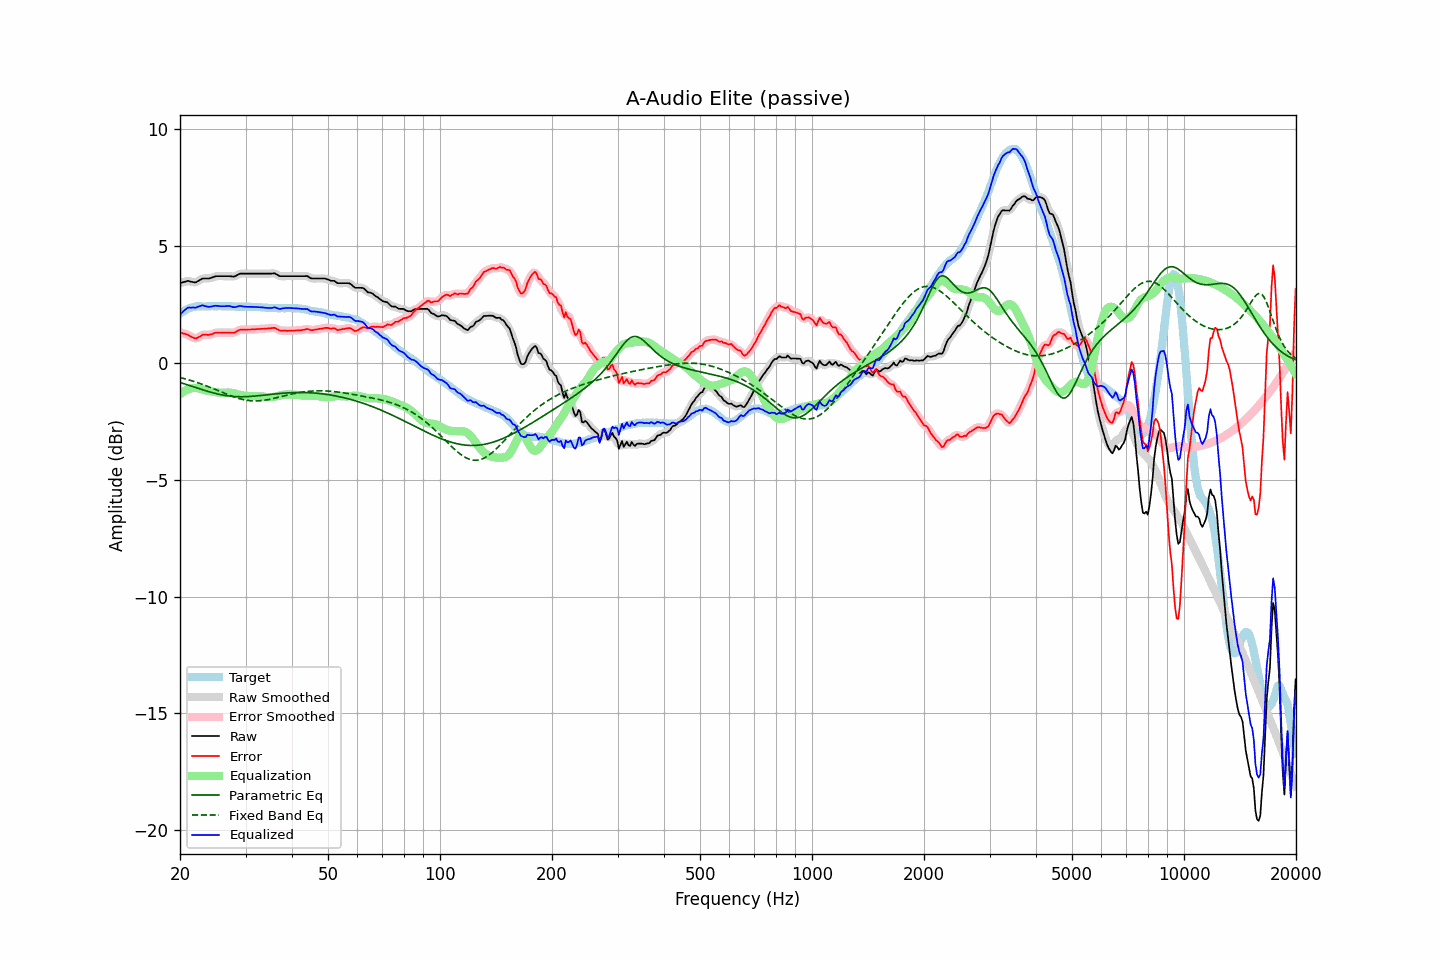 A-Audio Elite (passive)
Amplitude (dBr)
10
5
0
−5
−10
−15
−20
Target
Raw Smoothed
Error Smoothed
Raw
Error
Equalization
Parametric Eq
Fixed Band Eq
Equalized
20 50 100 200 500 1000 2000 5000 10000 20000
Frequency (Hz)